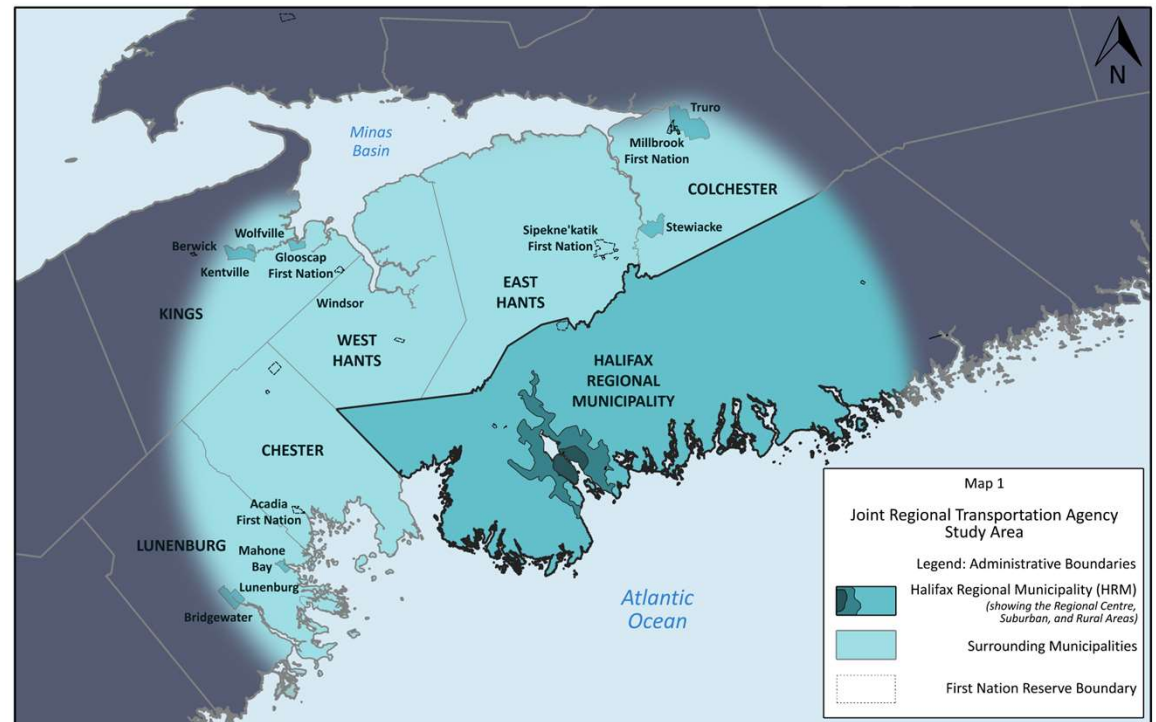 N
Truro
Minas
Basin
Millbrook
First Nation
COLCHESTER
Wolfville
Sipekne'katik
First Nation
Stewiacke
Berwick
Glooscap
First Nation
Kentville
EAST
HANTS
Windsor
KINGS
WEST
HANTS
HALIFAX
REGIONAL
MUNICIPALITY
CHESTER
Acadia
First Nation
LUNENBURG
Mahone
Bay
Lunenburg
Bridgewater
Atlantic
Ocean
Map 1
Joint Regional Transportation Agency
Study Area
Legend: Administrative Boundaries
Halifax Regional Municipality (HRM)
(showing the Regional Centre,
Suburban, and Rural Areas)
Surrounding Municipalities
First Nation Reserve Boundary